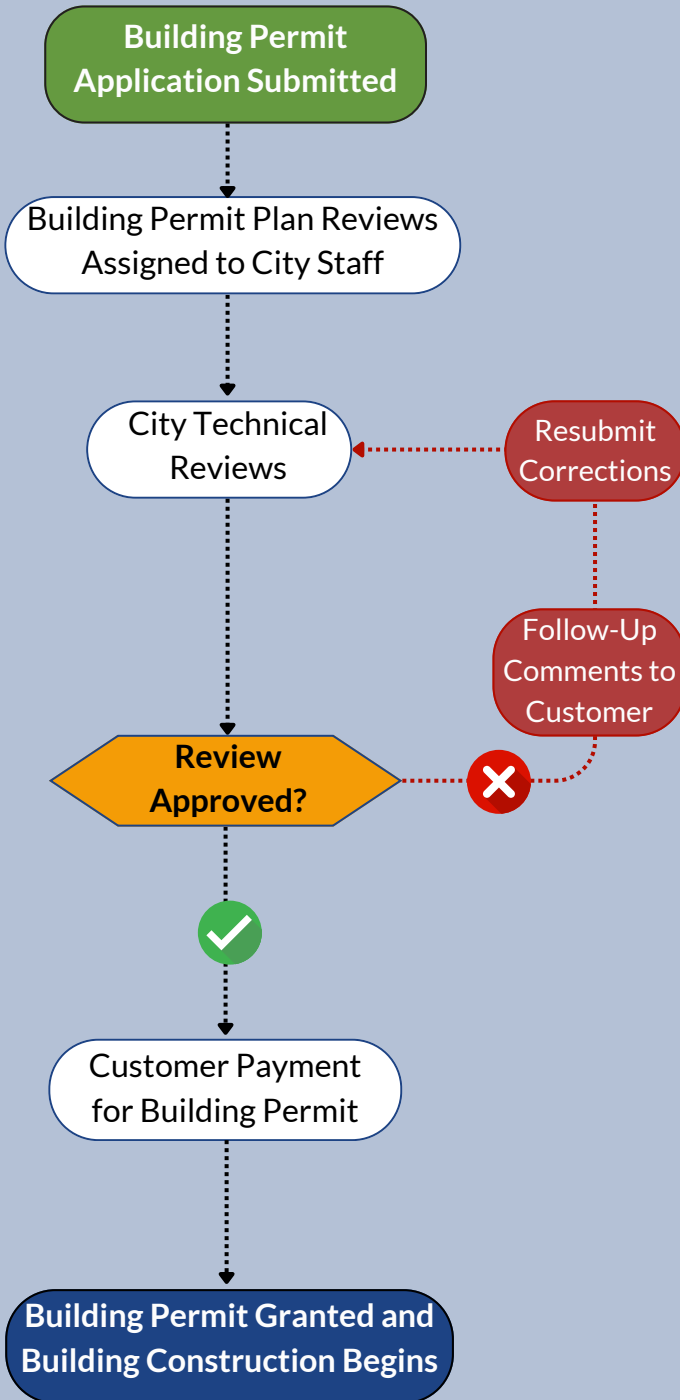 Building Permit
Application Submitted
Building Permit Plan Reviews
Assigned to City Staff
City Technical
Reviews
Resubmit
Corrections
Follow-Up
Comments to
Customer
Review
Approved?
Customer Payment
for Building Permit
Building Permit Granted and
Building Construction Begins